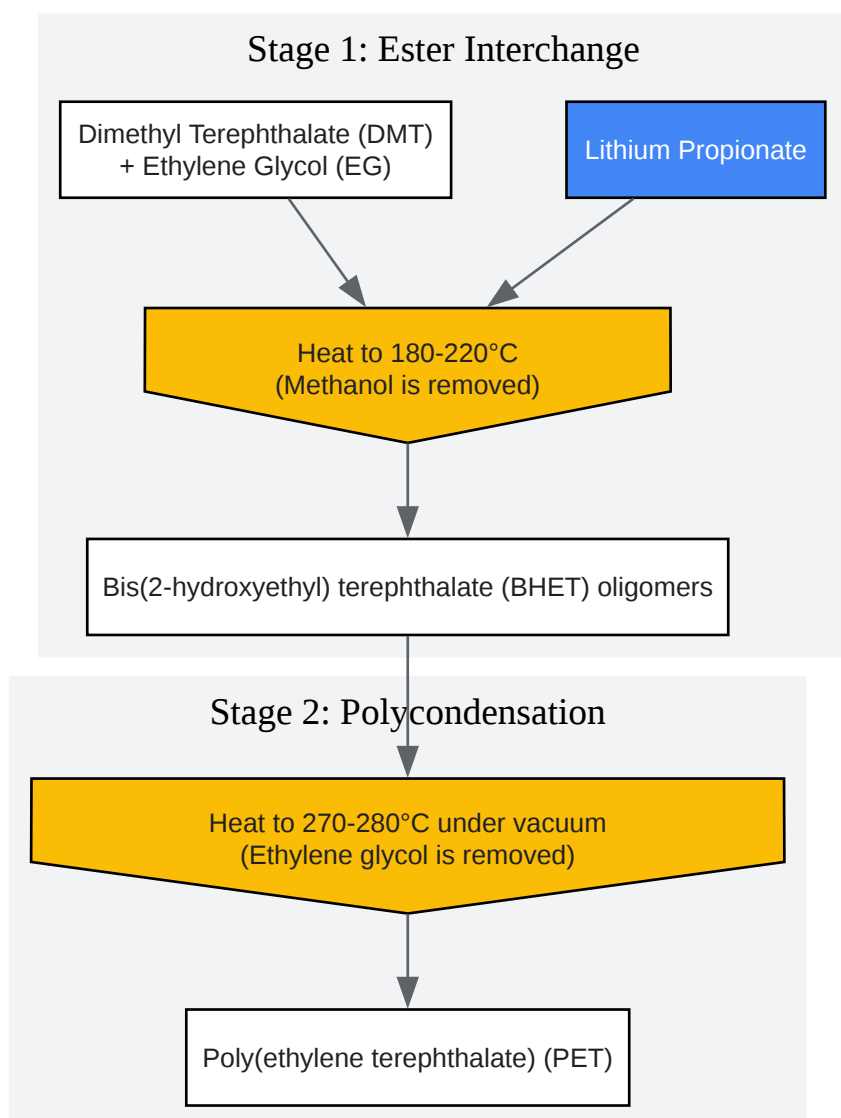 Stage 1: Ester Interchange
Dimethyl Terephthalate (DMT)
+ Ethylene Glycol (EG)
Lithium Propionate
Heat to 180-220°C
(Methanol is removed)
Bis(2-hydroxyethyl) terephthalate (BHET) oligomers
Stage 2: Polycondensation
Heat to 270-280°C under vacuum
(Ethylene glycol is removed)
Poly(ethylene terephthalate) (PET)